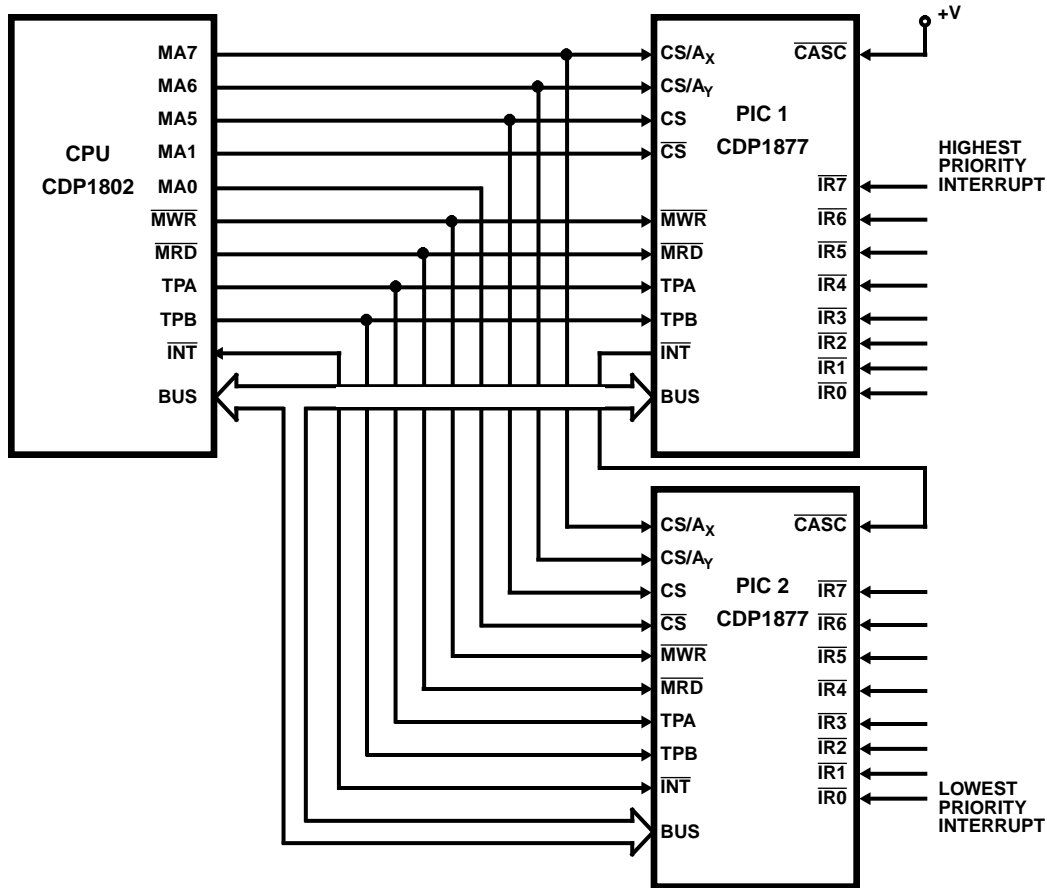 CPU
CDP1802
MA7
MA6
MA5
MA1
MA0
MWR
MRD
TPA
TPB
INT
BUS
PIC 1
CDP1877
CS/AX
CS/AY
CS
CS
MWR
MRD
TPA
TPB
INT
BUS
CASC
IR7
IR6
IR5
IR4
IR3
IR2
IR1
IR0
+V
HIGHEST
PRIORITY
INTERRUPT
PIC 2
CDP1877
CS/AX
CS/AY
CS
CS
MWR
MRD
TPA
TPB
INT
BUS
CASC
IR7
IR6
IR5
IR4
IR3
IR2
IR1
IR0
LOWEST
PRIORITY
INTERRUPT